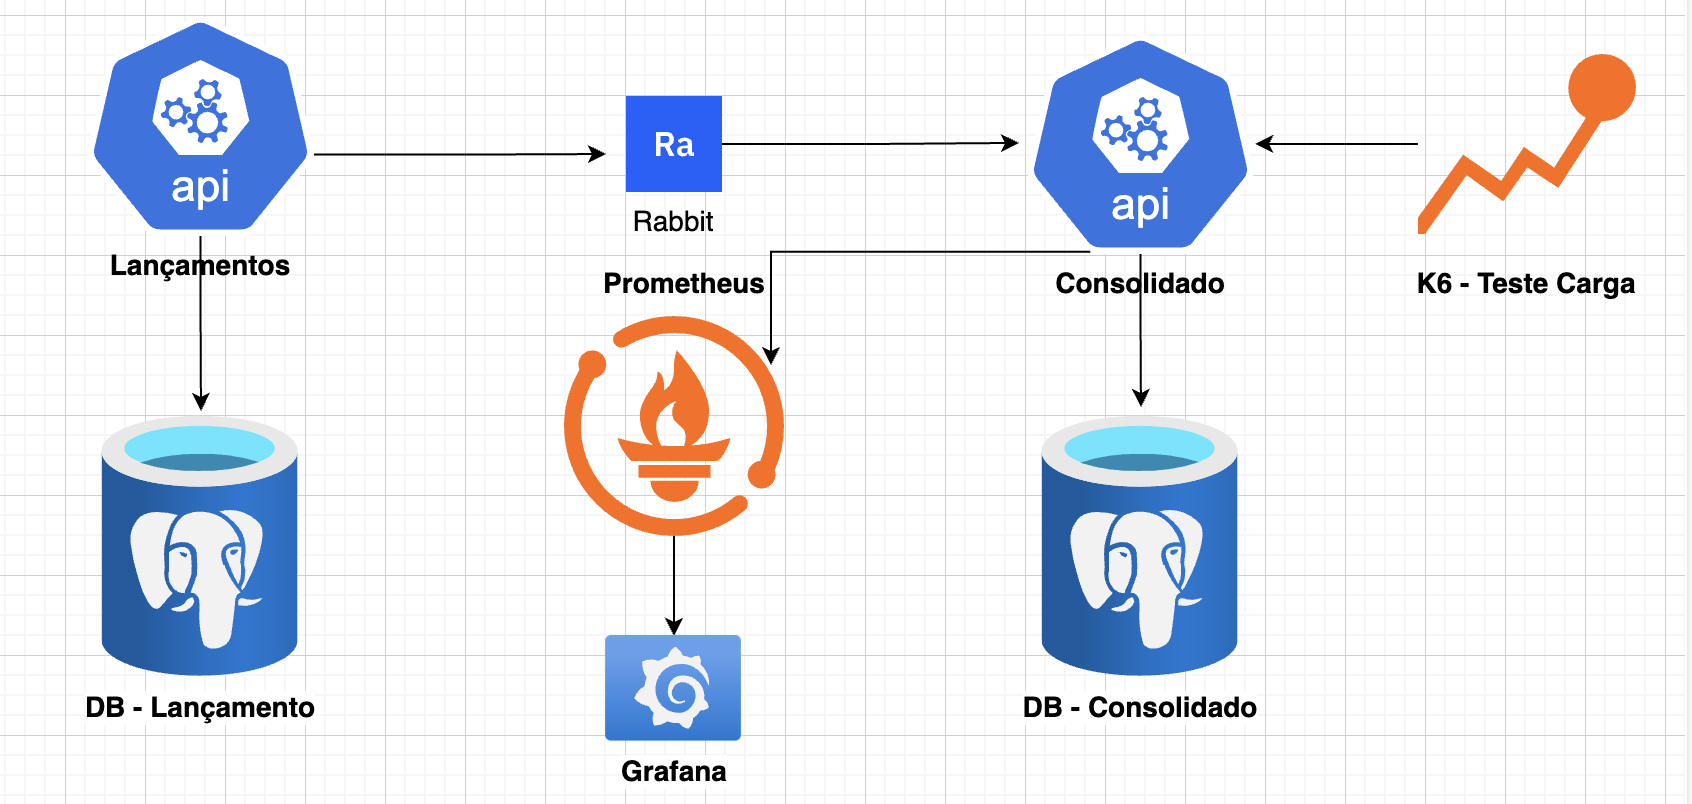 api
Lançamentos
Ra
Rabbit
api
Consolidado
K6 - Teste Carga
Prometheus
DB - Lançamento
Grafana
DB - Consolidado